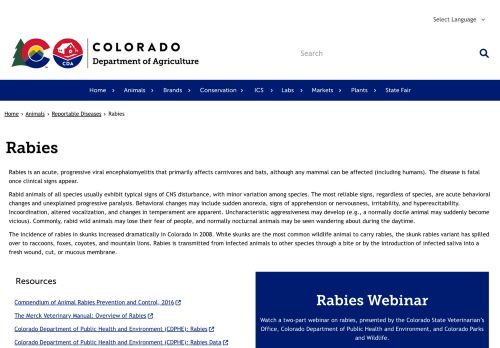 Select Language
COLORADO
Department of Agriculture
CDA
Search
Home > Animals > Brands > Conservation > ICS > Labs > Markets > Plants > State Fair
Home > Animals > Reportable Diseases > Rabies
Rabies
Rabies is an acute, progressive viral encephalomyelitis that primarily affects carnivores and bats, although any mammal can be affected (including humans). The disease is fatal
once clinical signs appear.
Rabid animals of all species usually exhibit typical signs of CNS disturbance, with minor variation among species. The most reliable signs, regardless of species, are acute behavioral
changes and unexplained progressive paralysis. Behavioral changes may include sudden anorexia, signs of apprehension or nervousness, irritability, and hyperexcitability.
Incoordination, altered vocalization, and changes in temperament are apparent. Uncharacteristic aggressiveness may develop (e.g., a normally docile animal may suddenly become
vicious). Commonly, rabid wild animals may lose their fear of people, and normally nocturnal animals may be seen wandering about during the daytime.
The incidence of rabies in skunks increased dramatically in Colorado in 2008. While skunks are the most common wildlife animal to carry rabies, the skunk rabies variant has spilled
over to raccoons, foxes, coyotes, and mountain lions. Rabies is transmitted from infected animals to other species through a bite or by the introduction of infected saliva into a
fresh wound, cut, or mucous membrane.
Resources
Compendium of Animal Rabies Prevention and Control, 2016
The Merck Veterinary Manual: Overview of Rabies
Colorado Department of Public Health and Environment (CDPHE): Rabies
Colorado Department of Public Health and Environment (CDPHE): Rabies Data
Rabies Webinar
Watch a two-part webinar on rabies, presented by the Colorado State Veterinarian's
Office, Colorado Department of Public Health and Environment, and Colorado Parks
and Wildlife.